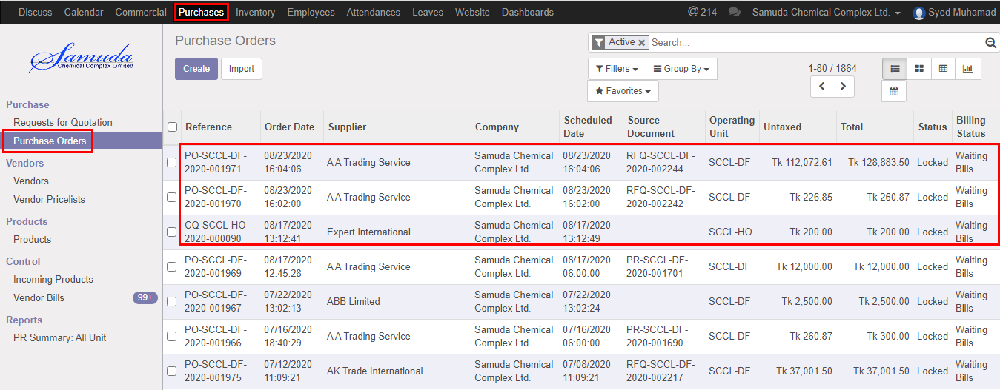 Discuss Calendar Commercial Purchases Inventory Employees Attendances Leaves Website Dashboards @ 214 Samuda Chemical Complex Ltd. Syed Muhamad
Samuda
Chemical Complex Limited
Purchase
Requests for Quotation
Purchase Orders
Vendors
Vendors
Vendor Pricelists
Products
Products
Control
Incoming Products
Vendor Bills 99+
Reports
PR Summary: All Unit
Purchase Orders
Active Search...
Create Import
Filters Group By
Favorites
1-80 / 1864
Reference Order Date Supplier Company Scheduled Date Source Document Operating Unit Untaxed Total Status Billing Status
PO-SCCL-DF-2020-001971 08/23/2020 16:04:06 A A Trading Service Samuda Chemical Complex Ltd. 08/23/2020 16:04:06 RFQ-SCCL-DF-2020-002244 SCCL-DF Tk 112,072.61 Tk 128,883.50 Locked Waiting Bills
PO-SCCL-DF-2020-001970 08/23/2020 16:02:00 A A Trading Service Samuda Chemical Complex Ltd. 08/23/2020 16:02:00 RFQ-SCCL-DF-2020-002242 SCCL-DF Tk 226.85 Tk 260.87 Locked Waiting Bills
CQ-SCCL-HO-2020-000090 08/17/2020 13:12:41 Expert International Samuda Chemical Complex Ltd. 08/17/2020 13:12:49 SCCL-HO Tk 200.00 Tk 200.00 Locked Waiting Bills
PO-SCCL-DF-2020-001969 08/17/2020 12:45:28 A A Trading Service Samuda Chemical Complex Ltd. 08/17/2020 06:00:00 PR-SCCL-DF-2020-001701 SCCL-DF Tk 12,000.00 Tk 12,000.00 Locked Waiting Bills
PO-SCCL-DF-2020-001967 07/22/2020 13:02:13 ABB Limited Samuda Chemical Complex Ltd. 07/22/2020 13:02:24 SCCL-DF Tk 2,500.00 Tk 2,500.00 Locked Waiting Bills
PO-SCCL-DF-2020-001966 07/16/2020 18:40:29 A A Trading Service Samuda Chemical Complex Ltd. 07/16/2020 06:00:00 PR-SCCL-DF-2020-001690 SCCL-DF Tk 260.87 Tk 300.00 Locked Waiting Bills
PO-SCCL-DF-2020-001975 07/12/2020 11:09:21 AK Trade International Samuda Chemical Complex Ltd. 07/08/2020 11:09:21 RFQ-SCCL-DF-2020-002217 SCCL-DF Tk 37,001.50 Tk 37,001.50 Locked Waiting Bills